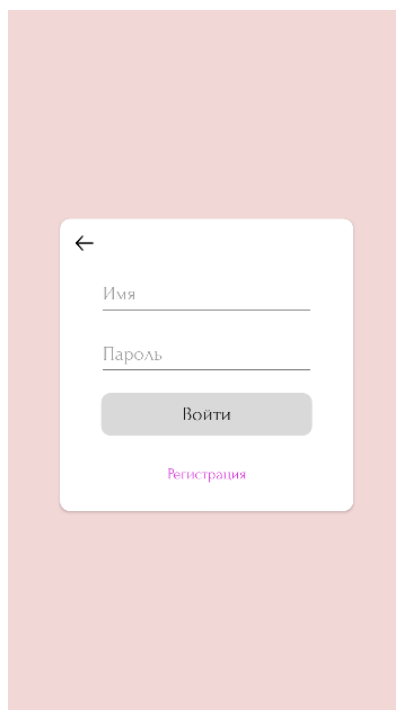 Имя
Пароль
Войти
Регистрация